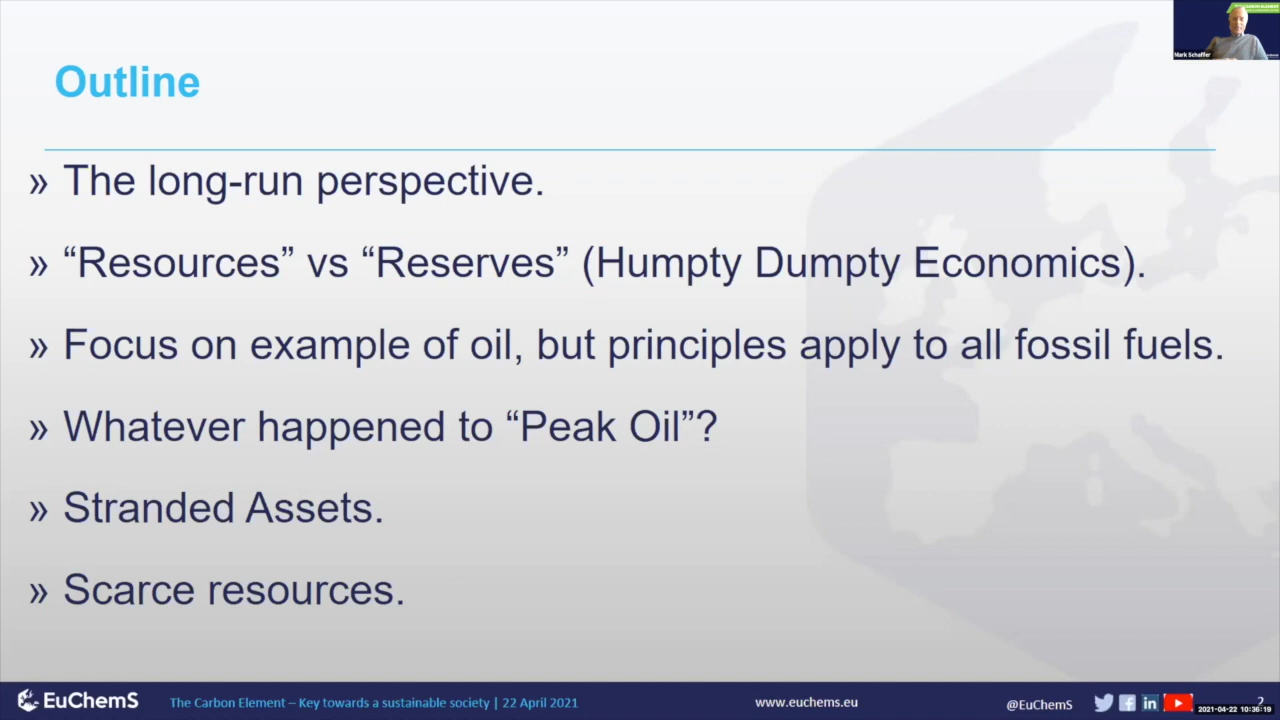 Mark Schaffer
Outline
» The long-run perspective.
» “Resources” vs “Reserves” (Humpty Dumpty Economics).
» Focus on example of oil, but principles apply to all fossil fuels.
» Whatever happened to “Peak Oil”?
» Stranded Assets.
» Scarce resources.
EuChemS
The Carbon Element – Key towards a sustainable society | 22 April 2021
www.euchems.eu
@EuChemS
2
2021-04-22 10:36:19